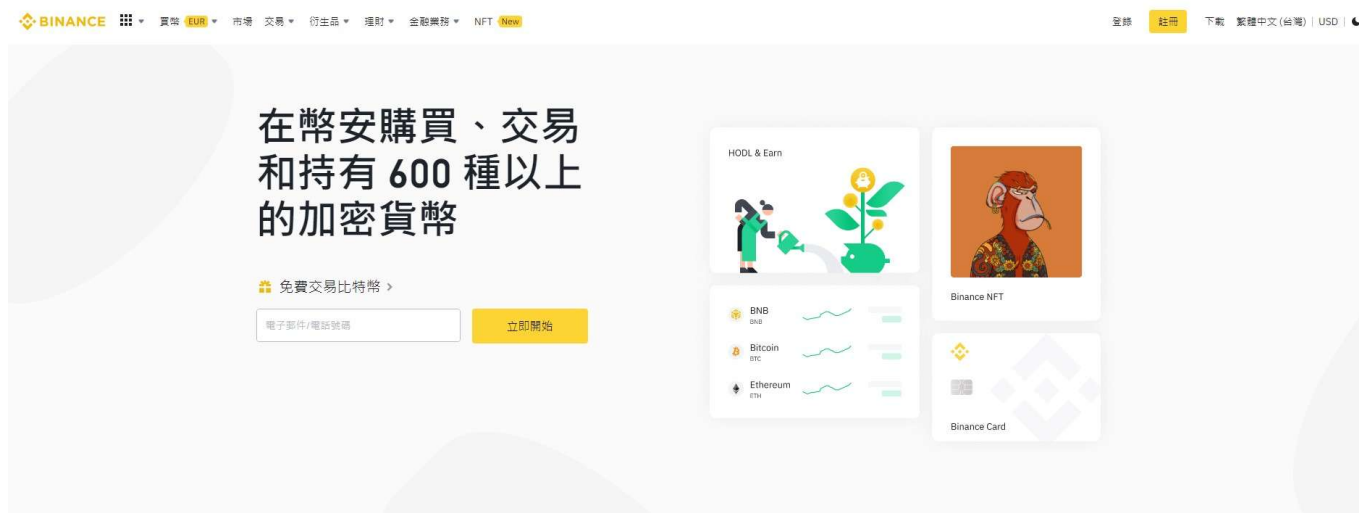 BINANCE 買幣 EUR 市場 交易 衍生品 理財 金融業務 NFT New 登錄 註冊 下載 繁體中文 (台灣) | USD |
在幣安購買、交易
和持有 600 種以上
的加密貨幣
免費交易比特幣
電子郵件/電話號碼 立即開始
HODL & Earn
BNB
BNB
Bitcoin
BTC
Ethereum
ETH
Binance NFT
Binance Card